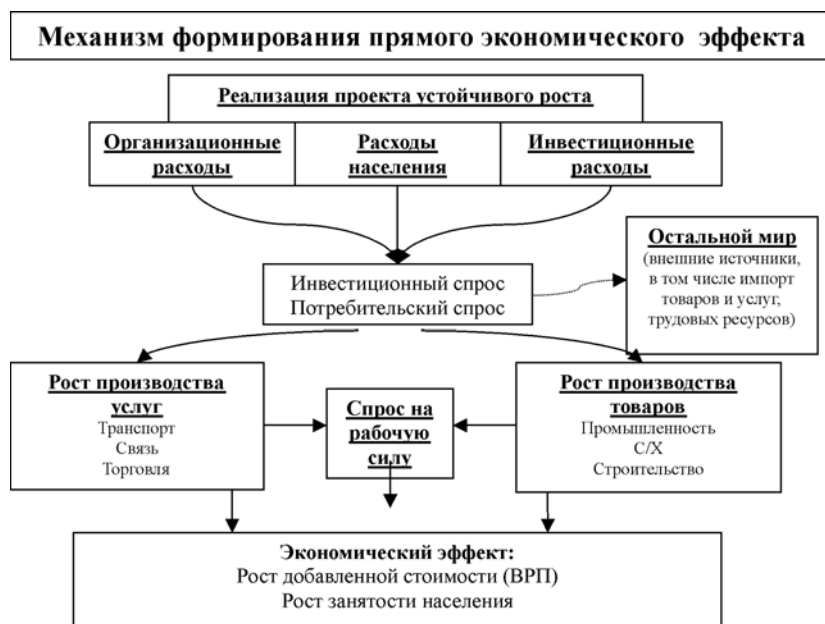 Механизм формирования прямого экономического эффекта
Реализация проекта устойчивого роста
Организационные
расходы
Расходы
населения
Инвестиционные
расходы
Остальной мир
(внешние источники,
в том числе импорт
товаров и услуг,
трудовых ресурсов)
Инвестиционный спрос
Потребительский спрос
Рост производства
услуг
Транспорт
Связь
Торговля
Спрос на
рабочую
силу
Рост производства
товаров
Промышленность
С/Х
Строительство
Экономический эффект:
Рост добавленной стоимости (ВРП)
Рост занятости населения